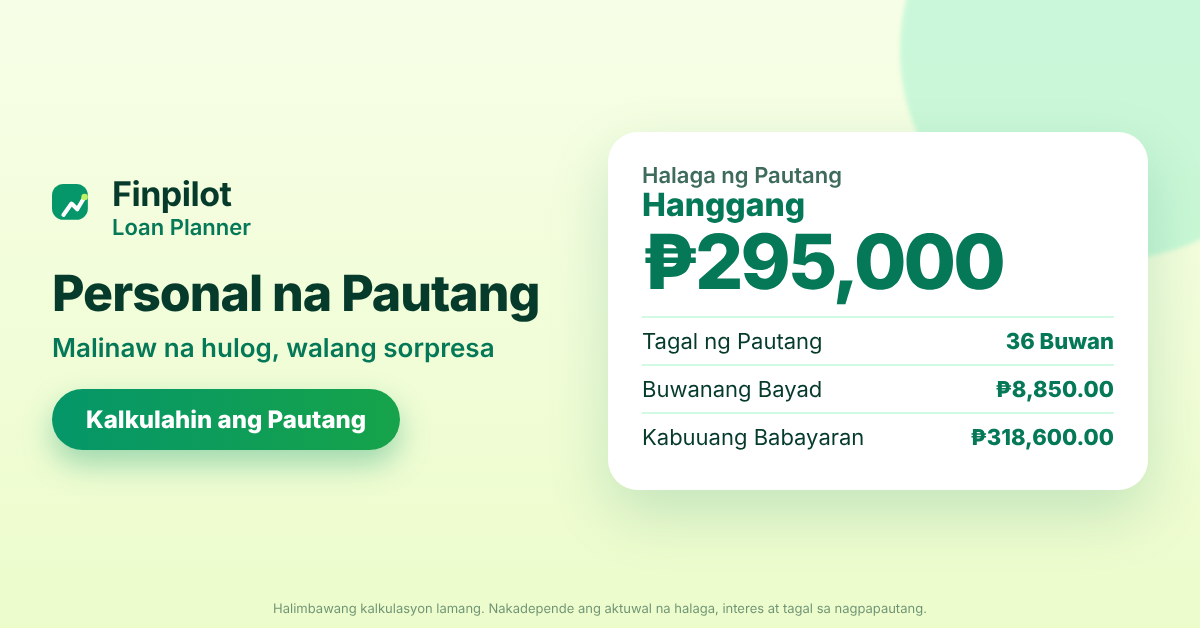 Finpilot
Loan Planner
Personal na Pautang
Malinaw na hulog, walang sorpresa
Kalkulahin ang Pautang
Halaga ng Pautang
Hanggang
₱295,000
Tagal ng Pautang 36 Buwan
Buwanang Bayad ₱8,850.00
Kabuuang Babayaran ₱318,600.00
Halimbawang kalkulasyon lamang. Nakadepende ang aktuwal na halaga, interes at tagal sa nagpapautang.